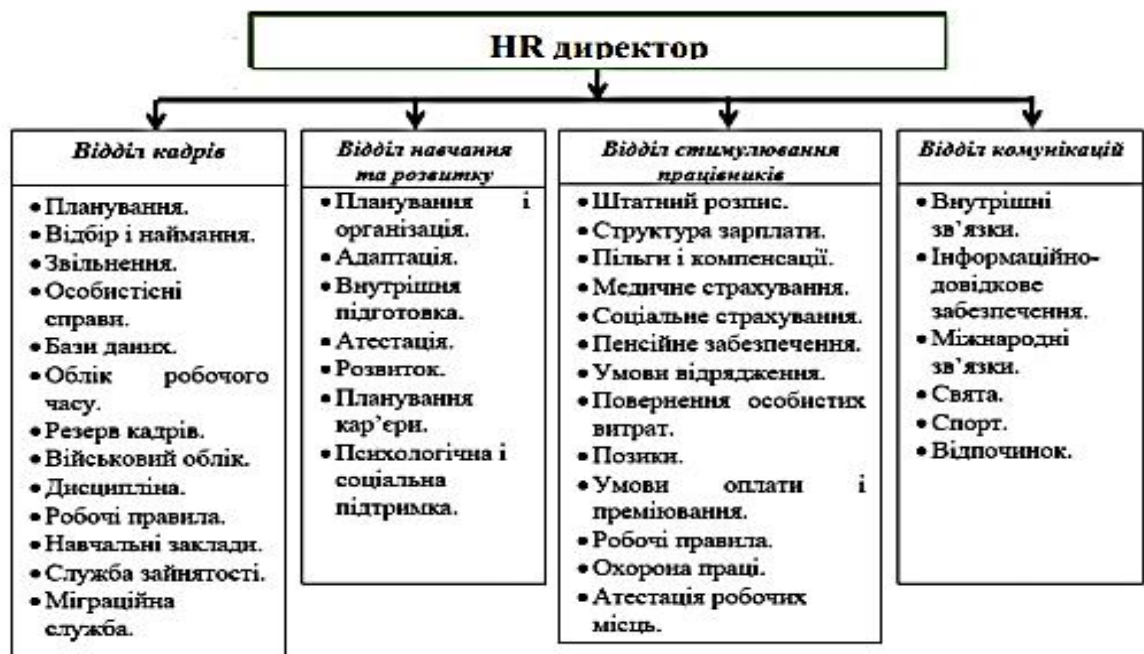 HR директор
Відділ кадрів
• Планування.
• Відбір і наймання.
• Звільнення.
• Особистісні
справи.
• Бази даних.
• Облік робочого
часу.
• Резерв кадрів.
• Військовий облік.
• Дисципліна.
• Робочі правила.
• Навчальні заклади.
• Служба зайнятості.
• Міграційна
служба.
Відділ навчання
та розвитку
• Планування і
організація.
• Адаптація.
• Внутрішня
підготовка.
• Атестація.
• Розвиток.
• Планування
кар’єри.
• Психологічна і
соціальна
підтримка.
Відділ стимулювання
працівників
• Штатний розпис.
• Структура зарплати.
• Пільги і компенсації.
• Медичне страхування.
• Соціальне страхування.
• Пенсійне забезпечення.
• Умови відрядження.
• Повернення особистих
витрат.
• Позики.
• Умови оплати і
преміювання.
• Робочі правила.
• Охорона праці.
• Атестація робочих
місць.
Відділ комунікацій
• Внутрішні
зв’язки.
• Інформаційно-
довідкове
забезпечення.
• Міжнародні
зв’язки.
• Свята.
• Спорт.
• Відпочинок.